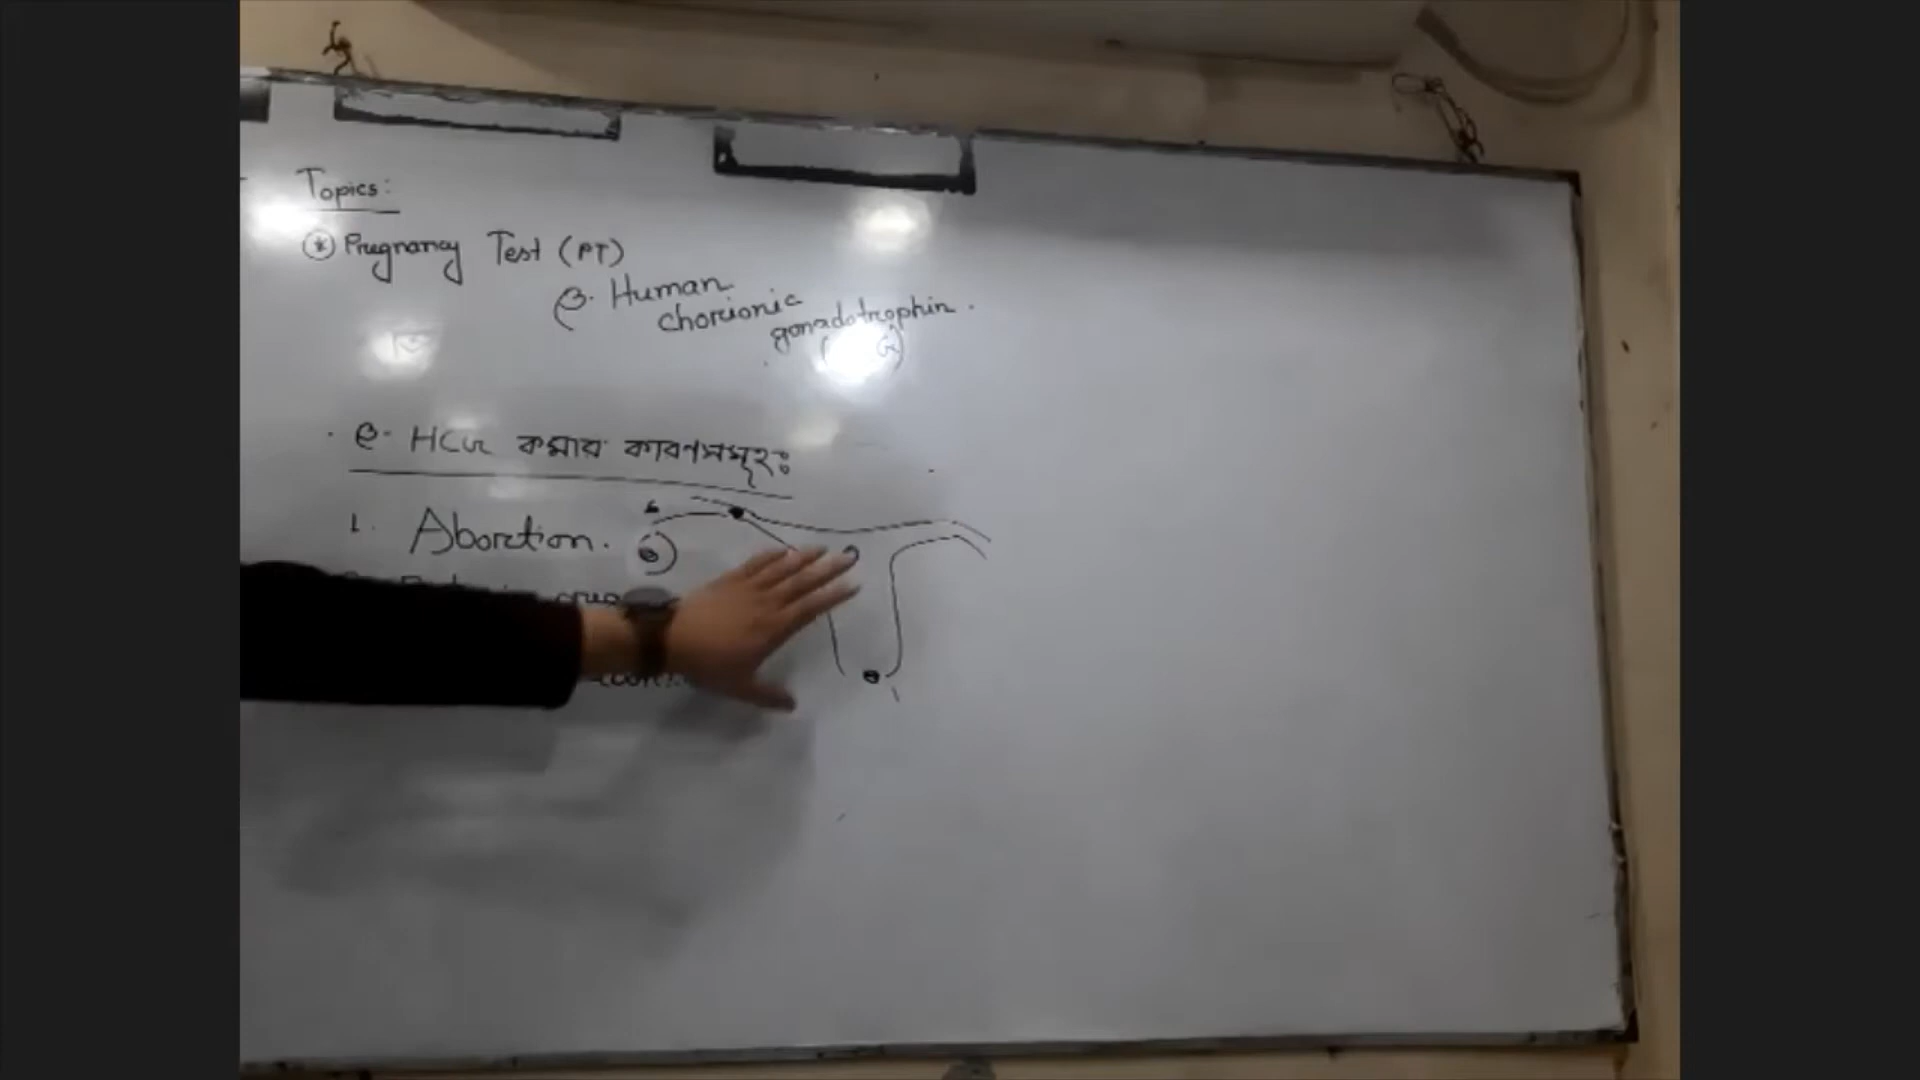 Topics:
* Pregnancy Test (PT)
β. Human
chorionic
gonadotrophin.
β- HCG কমার কারণসমূহঃ
1. Abortion.